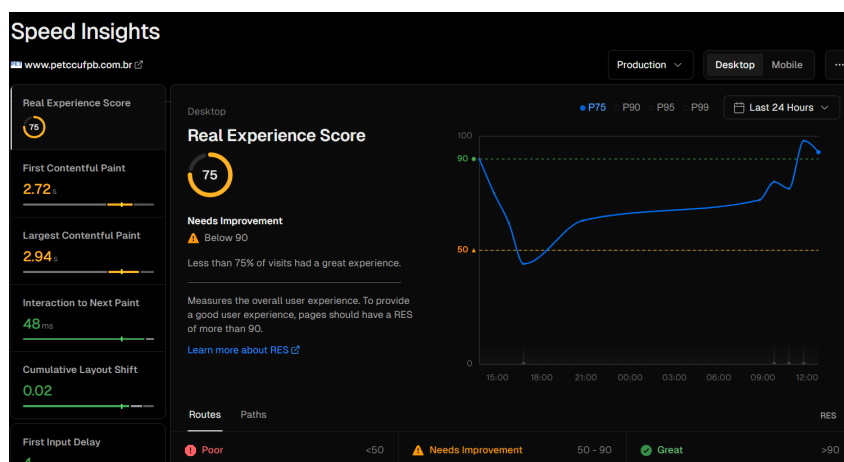 Speed Insights
www.petccufpb.com.br
Production
Desktop Mobile
Real Experience Score
75
First Contentful Paint
2.72 s
Largest Contentful Paint
2.94 s
Interaction to Next Paint
48 ms
Cumulative Layout Shift
0.02
First Input Delay
Desktop
P75 P90 P95 P99
Last 24 Hours
Real Experience Score
75
Needs Improvement
Below 90
Less than 75% of visits had a great experience.
Measures the overall user experience. To provide
a good user experience, pages should have a RES
of more than 90.
Learn more about RES
100
90
50
0
15:00 18:00 21:00 00:00 03:00 06:00 09:00 12:00
Routes Paths
RES
Poor <50 Needs Improvement 50 - 90 Great >90